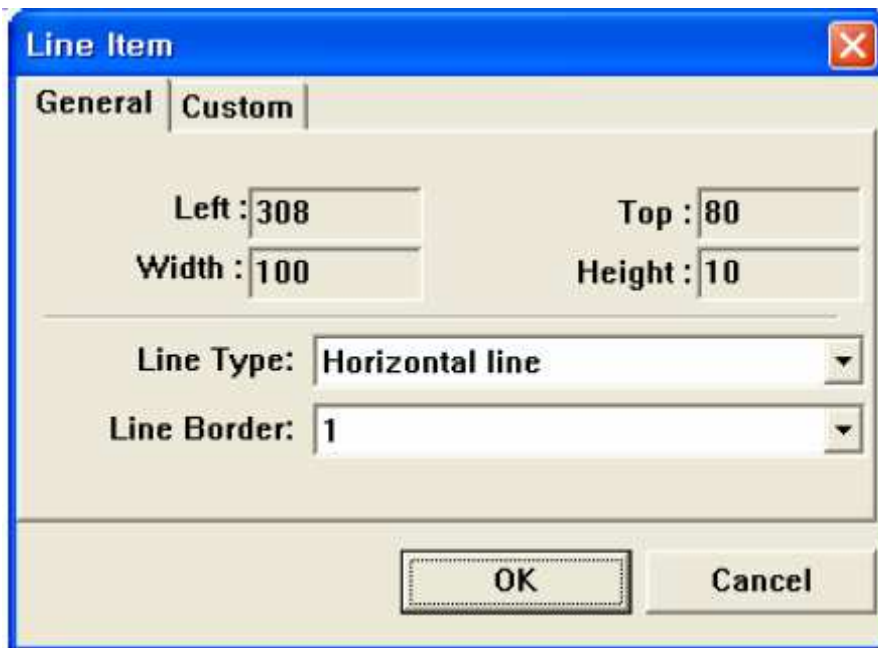 Line Item
General Custom
Left : 308 Top : 80
Width : 100 Height : 10
Line Type: Horizontal line
Line Border: 1
OK Cancel